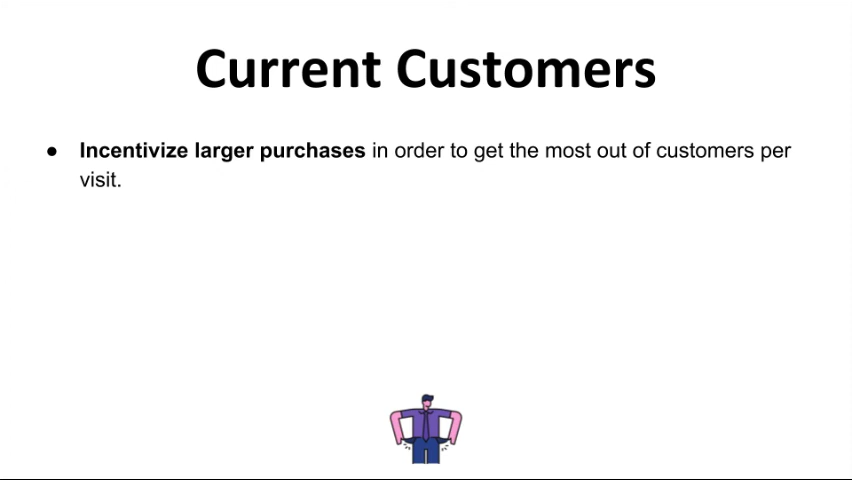 Current Customers
● Incentivize larger purchases in order to get the most out of customers per
visit.